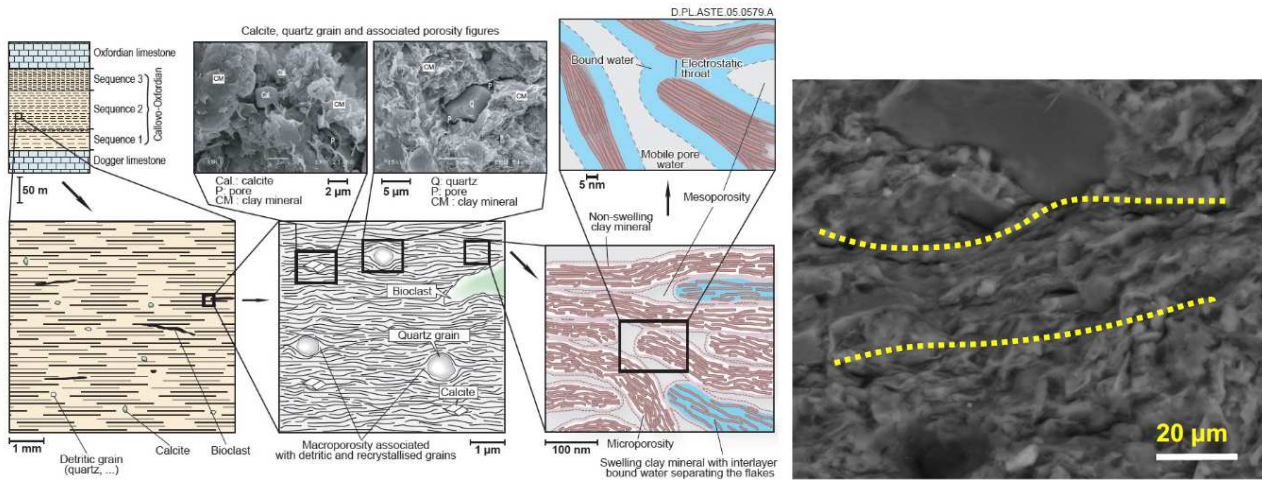 D.PL.ASTE.05.0579.A
Calcite, quartz grain and associated porosity figures
Oxfordian limestone
Sequence 3
Sequence 2
Sequence 1
Callovo-Oxfordian
Dogger limestone
50 m
CM
Cal
CM
Cal
CM
P
CM
P
Q
CM
P
Cal.: calcite
P: pore
CM : clay mineral
2 µm
5 µm
Q: quartz
P: pore
CM : clay mineral
Bound water
Electrostatic
throat
Mobile pore
water
5 nm
Mesoporosity
Non-swelling
clay mineral
Bioclast
Quartz grain
Calcite
1 mm
Detritic grain
(quartz, ...)
Calcite
Bioclast
Macroporosity associated
with detritic and recrystallised grains
1 µm
100 nm
Microporosity
Swelling clay mineral with interlayer
bound water separating the flakes
20 µm